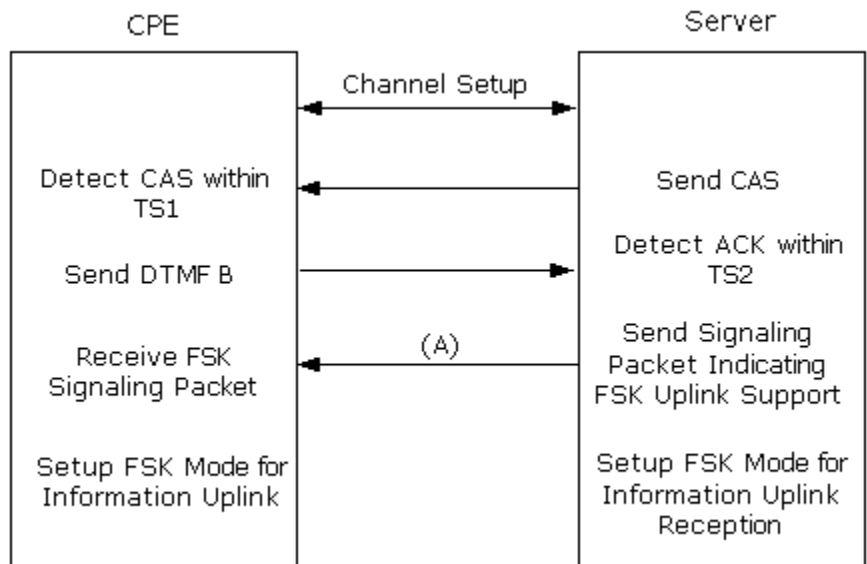 CPE
Server
Channel Setup
Detect CAS within
TS1
Send CAS
Send DTMF B
Detect ACK within
TS2
Receive FSK
Signaling Packet
(A)
Send Signaling
Packet Indicating
FSK Uplink Support
Setup FSK Mode for
Information Uplink
Setup FSK Mode for
Information Uplink
Reception